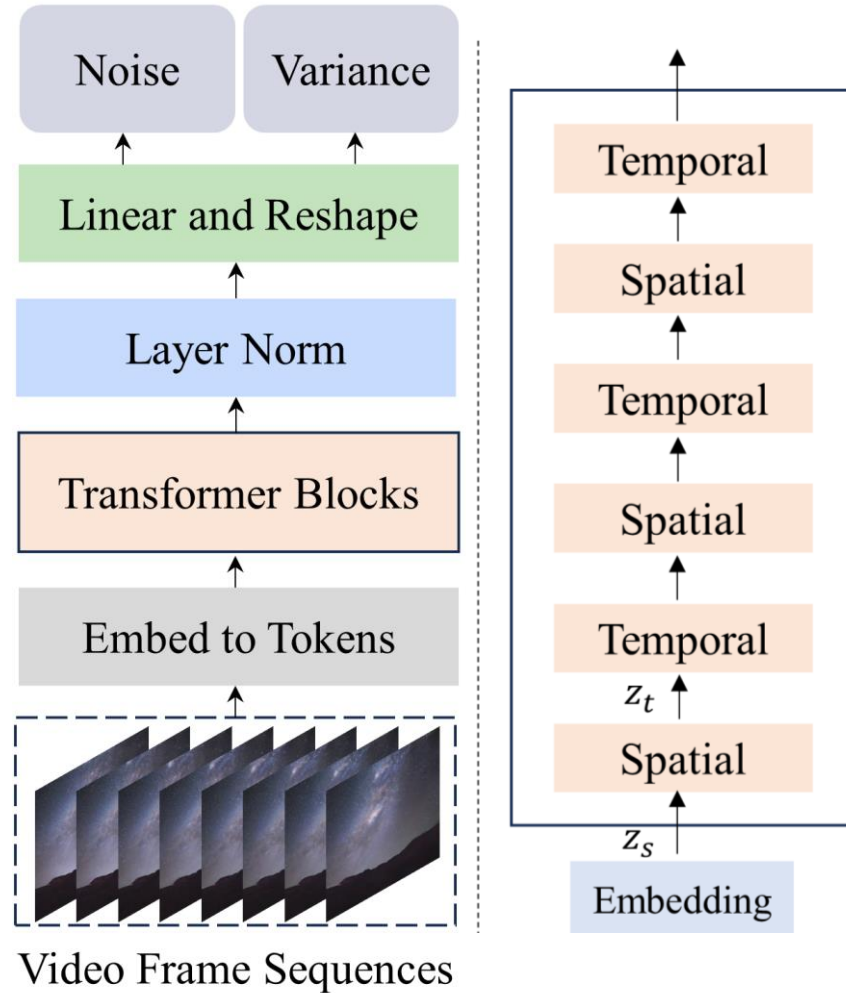 Noise
Variance
Linear and Reshape
Layer Norm
Transformer Blocks
Embed to Tokens
Video Frame Sequences
Temporal
Spatial
Temporal
Spatial
Temporal
z_t
Spatial
z_s
Embedding